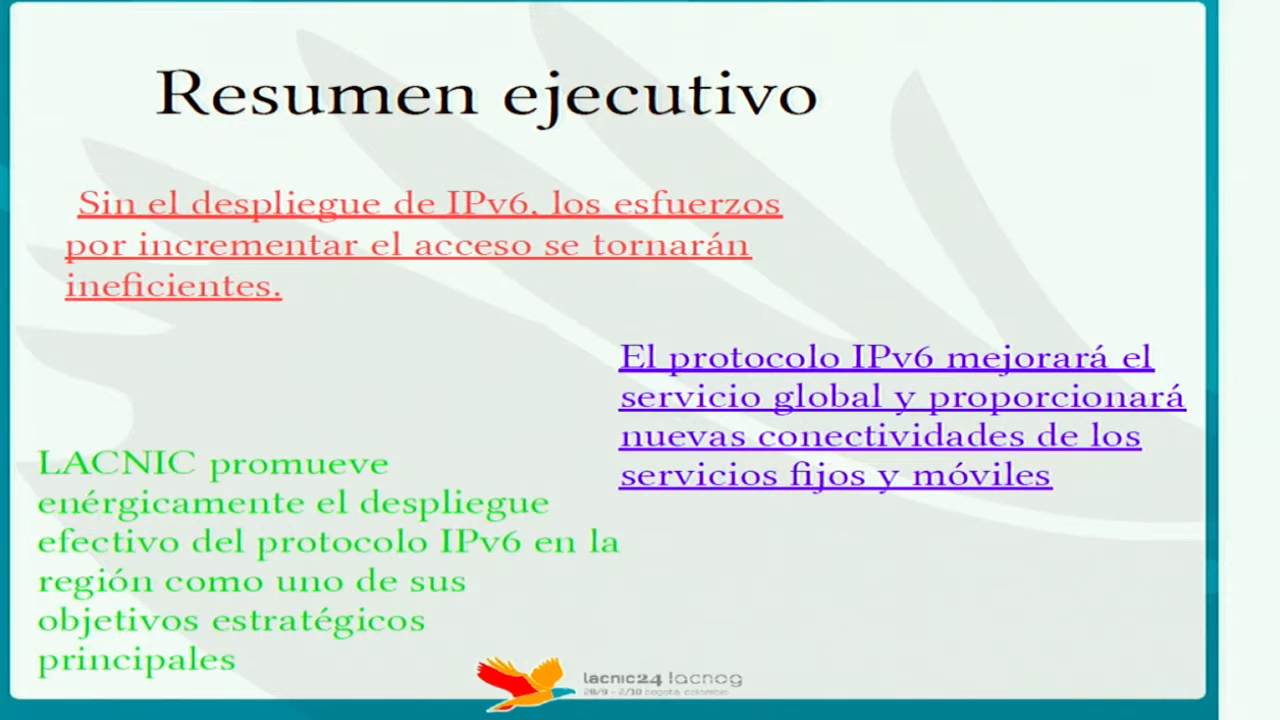 Resumen ejecutivo
Sin el despliegue de IPv6, los esfuerzos
por incrementar el acceso se tornarán
ineficientes.
El protocolo IPv6 mejorará el
servicio global y proporcionará
nuevas conectividades de los
servicios fijos y móviles
LACNIC promueve
enérgicamente el despliegue
efectivo del protocolo IPv6 en la
región como uno de sus
objetivos estratégicos
principales
lacnic24 lacnog
28/9 - 2/10 bogotá, colombia